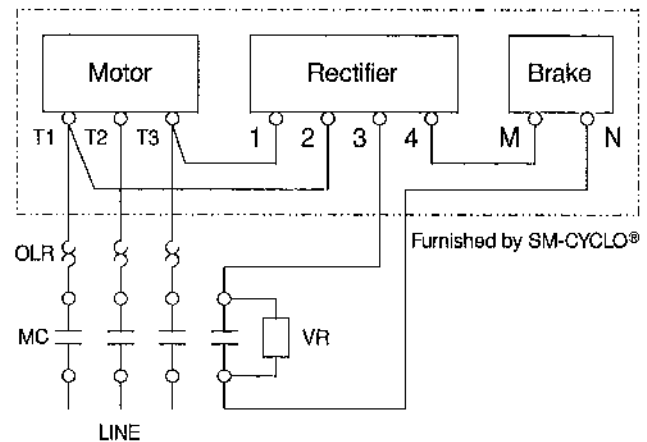 Motor Rectifier Brake
T1 T2 T3 1 2 3 4 M N
Furnished by SM-CYCLO®
OLR
MC VR
LINE